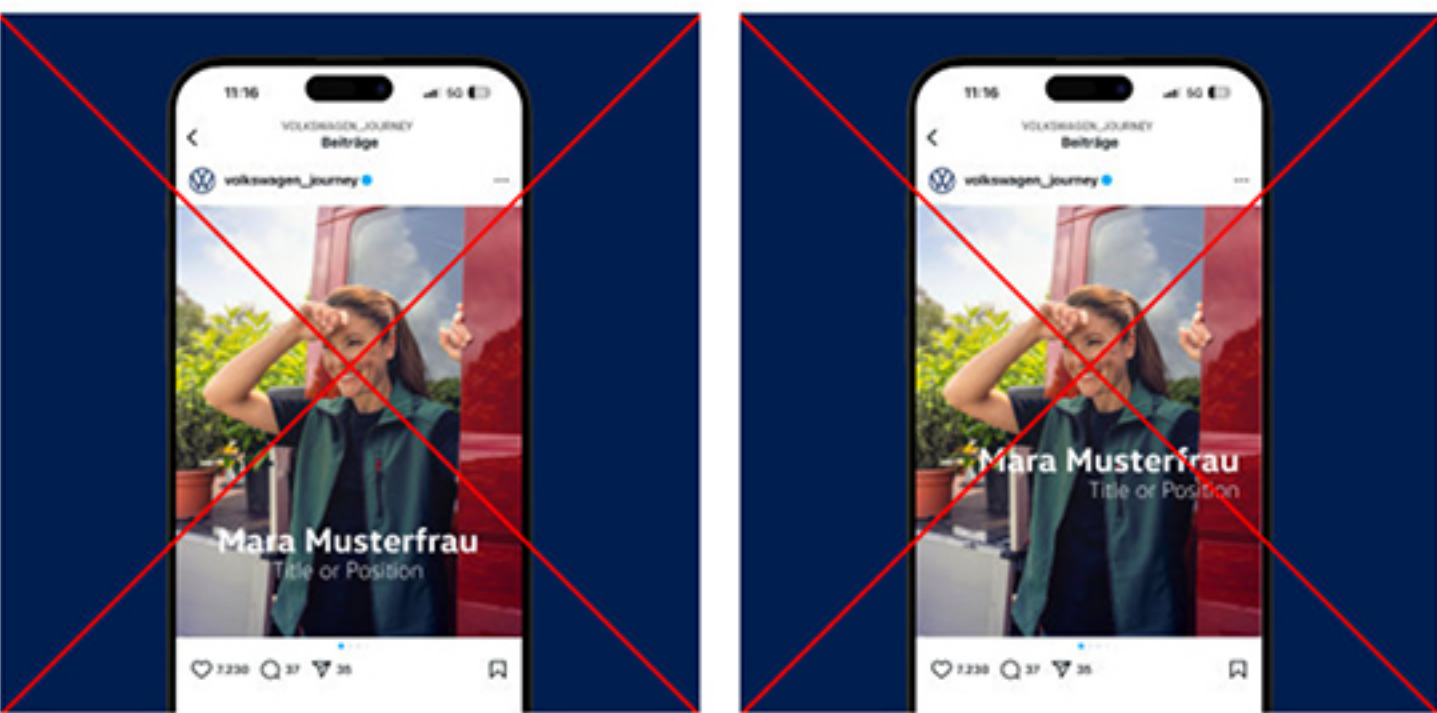 11:16
5G
VOLKSWAGEN_JOURNEY
Beiträge
volkswagen_journey
Mara Musterfrau
Title or Position
7.230 37 35
11:16
5G
VOLKSWAGEN_JOURNEY
Beiträge
volkswagen_journey
Mara Musterfrau
Title or Position
7.230 37 35